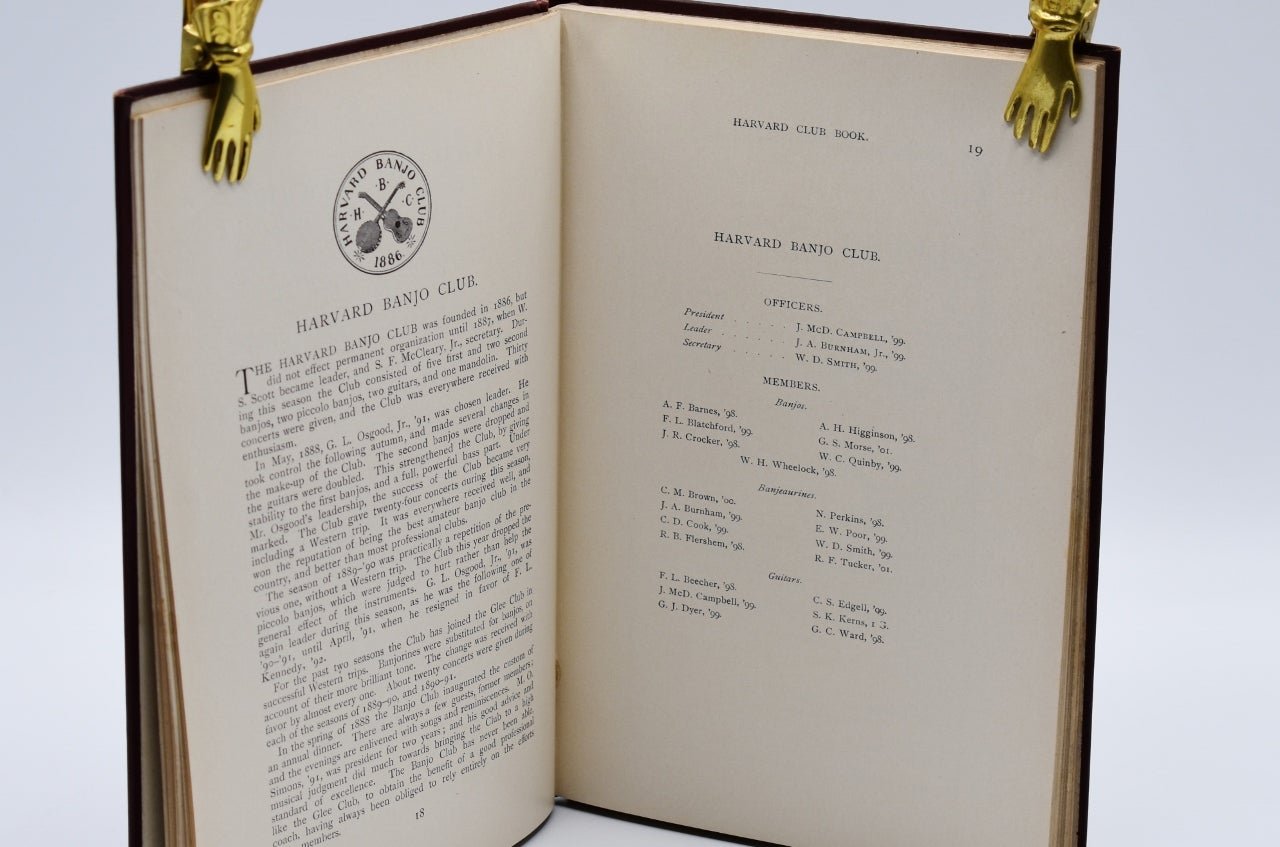 HARVARD BANJO CLUB
H. B. C.
1886.
HARVARD BANJO CLUB.
THE HARVARD BANJO CLUB was founded in 1886, but
did not effect permanent organization until 1887, when W.
S. Scott became leader, and S. F. McCleary, Jr., secretary. Dur-
ing this season the Club consisted of five first and two second
banjos, two piccolo banjos, two guitars, and one mandolin. Thirty
concerts were given, and the Club was everywhere received with
enthusiasm.
In May, 1888, G. L. Osgood, Jr., '91, was chosen leader. He
took control the following autumn, and made several changes in
the make-up of the Club. The second banjos were dropped and
the guitars were doubled. This strengthened the Club, by giving
stability to the first banjos, and a full, powerful bass part. Under
Mr. Osgood's leadership, the success of the Club became very
marked. The Club gave twenty-four concerts during this season,
including a Western trip. It was everywhere received well, and
won the reputation of being the best amateur banjo club in the
country, and better than most professional clubs.
The season of 1889-'90 was practically a repetition of the pre-
vious one, without a Western trip. The Club this year dropped the
piccolo banjos, which were judged to hurt rather than help the
general effect of the instruments. G. L. Osgood, Jr., '91, was
again leader during this season, as he was the following one of
'90-'91, until April, '91, when he resigned in favor of F. L.
Kennedy, '92.
For the past two seasons the Club has joined the Glee Club in
successful Western trips. Banjorines were substituted for banjos, on
account of their more brilliant tone. The change was received with
favor by almost every one. About twenty concerts were given during
each of the seasons of 1889-90, and 1890-91.
In the spring of 1888 the Banjo Club inaugurated the custom of
an annual dinner. There are always a few guests, former members;
and the evenings are enlivened with songs and reminiscences. M. O.
Simons, '91, was president for two years; and his good advice and
musical judgment did much towards bringing the Club to a high
standard of excellence. The Banjo Club has never been able,
like the Glee Club, to obtain the benefit of a good professional
coach, having always been obliged to rely entirely on the efforts
members.
18
HARVARD CLUB BOOK.
19
HARVARD BANJO CLUB.
OFFICERS.
President . . . . . J. McD. CAMPBELL, '99.
Leader . . . . . . J. A. BURNHAM, Jr., '99.
Secretary . . . . . W. D. SMITH, '99.
MEMBERS.
Banjos.
A. F. Barnes, '98. A. H. Higginson, '98.
F. L. Blatchford, '99. G. S. Morse, '01.
J. R. Crocker, '98. W. C. Quinby, '99.
W. H. Wheelock, '98.
Banjeaurines.
C. M. Brown, '00. N. Perkins, '98.
J. A. Burnham, '99. E. W. Poor, '99.
C. D. Cook, '99. W. D. Smith, '99.
R. B. Flershem, '98. R. F. Tucker, '01.
Guitars.
F. L. Beecher, '98. C. S. Edgell, '99.
J. McD. Campbell, '99. S. K. Kerns, 1 G.
G. J. Dyer, '99. G. C. Ward, '98.